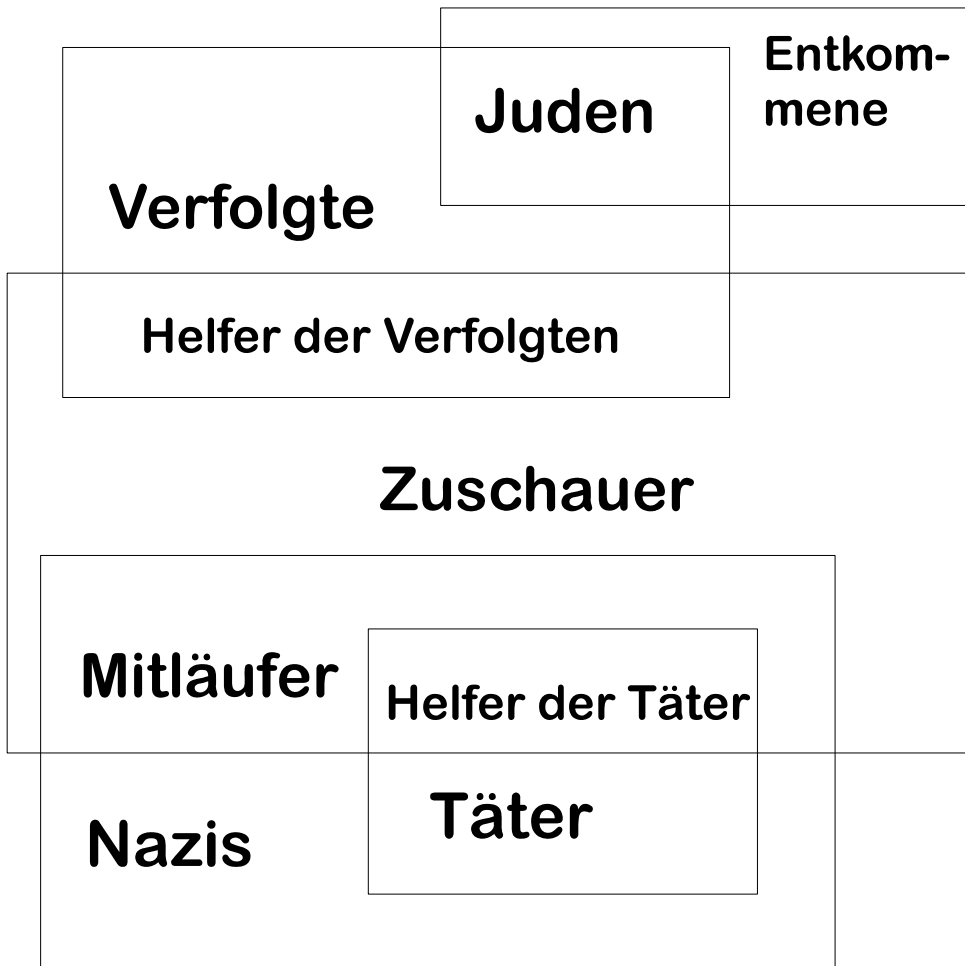 Entkom-
mene
Juden
Verfolgte
Helfer der Verfolgten
Zuschauer
Mitläufer
Helfer der Täter
Täter
Nazis